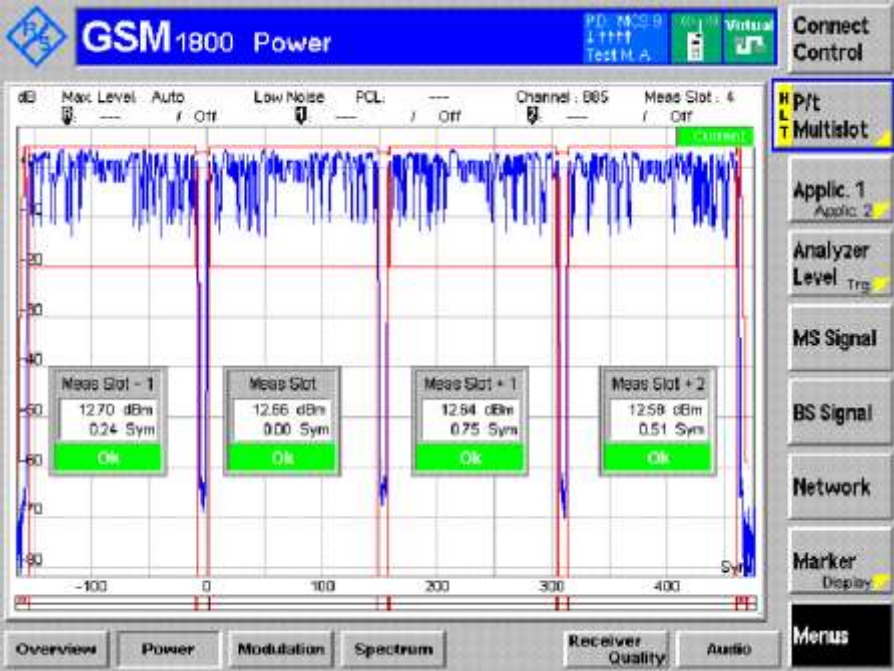 R S
GSM 1800 Power
P.D.: MCS 9
Test M. A
Virtual
Connect
Control
dB Max. Level: Auto Low Noise PCL: --- Channel : 885 Meas Slot : 4
R --- / Off 1 --- / Off 2 --- / Off
Current
HLT
P/t
Multislot
Applic. 1
Applic. 2
Analyzer
Level Trg
MS Signal
BS Signal
Network
Marker
Display
Menus
-10
-20
-30
-40
-50
-60
-70
-80
Meas Slot - 1
12.70 dBm
0.24 Sym
Ok
Meas Slot
12.66 dBm
0.00 Sym
Ok
Meas Slot + 1
12.64 dBm
0.75 Sym
Ok
Meas Slot + 2
12.58 dBm
0.51 Sym
Ok
Sym
-100 0 100 200 300 400
Overview Power Modulation Spectrum Receiver Quality Audio